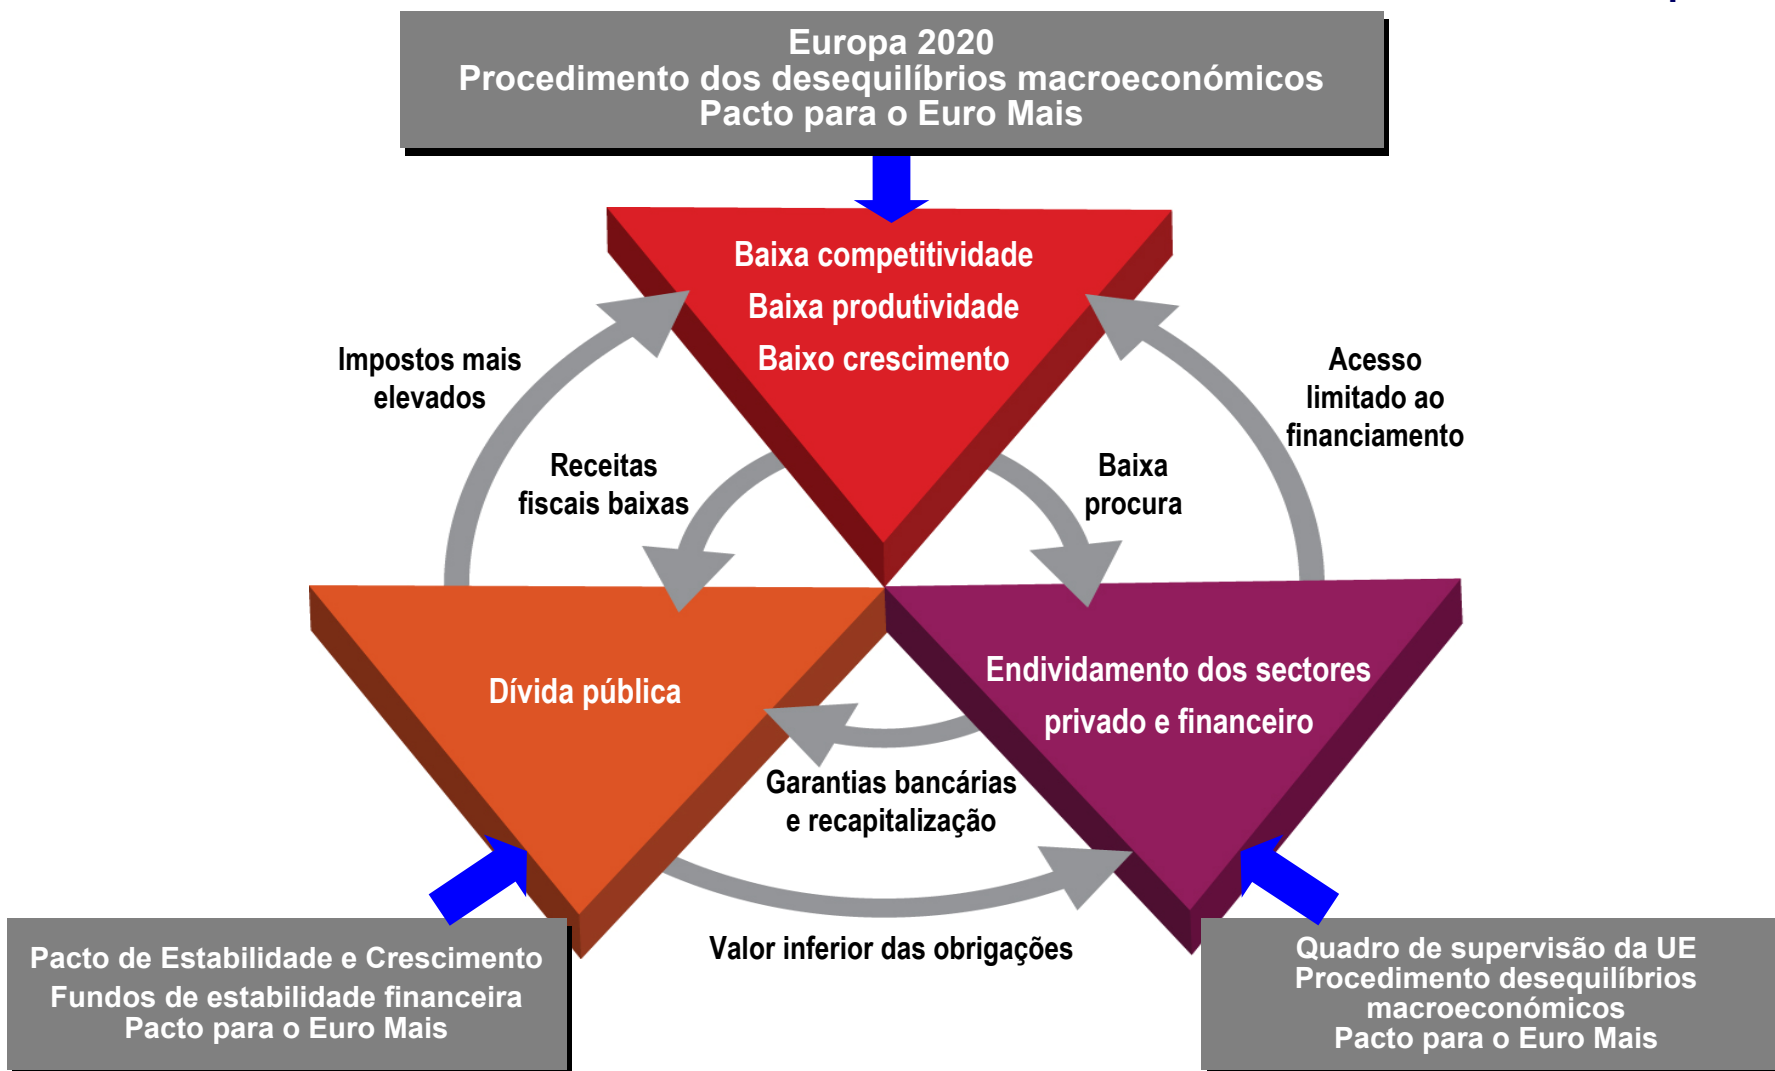 Europa 2020
Procedimento dos desequilíbrios macroeconómicos
Pacto para o Euro Mais
Baixa competitividade
Baixa produtividade
Baixo crescimento
Impostos mais
elevados
Acesso
limitado ao
financiamento
Receitas
fiscais baixas
Baixa
procura
Dívida pública
Endividamento dos sectores
privado e financeiro
Garantias bancárias
e recapitalização
Valor inferior das obrigações
Pacto de Estabilidade e Crescimento
Fundos de estabilidade financeira
Pacto para o Euro Mais
Quadro de supervisão da UE
Procedimento desequilíbrios
macroeconómicos
Pacto para o Euro Mais